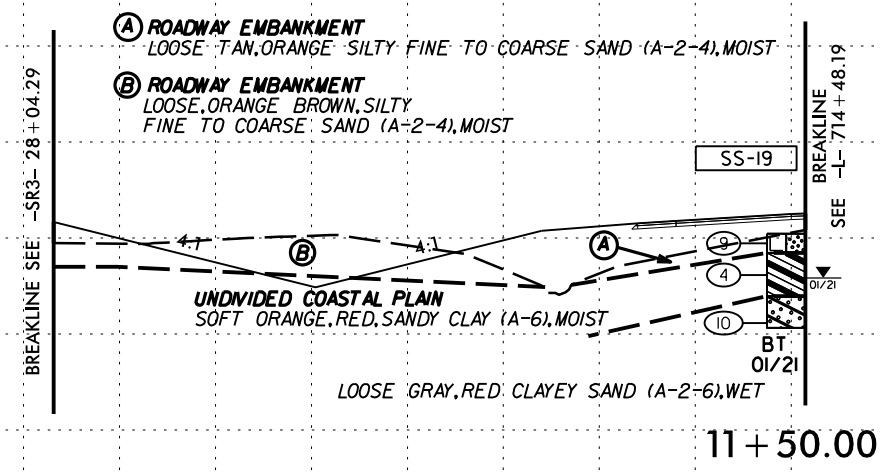 A ROADWAY EMBANKMENT
LOOSE TAN,ORANGE SILTY FINE TO COARSE SAND (A-2-4),MOIST
B ROADWAY EMBANKMENT
LOOSE,ORANGE BROWN,SILTY
FINE TO COARSE SAND (A-2-4),MOIST
BREAKLINE SEE -SR3- 28+04.29
BREAKLINE
SEE -L- 714+48.19
SS-19
4:1
4:1
B
A
9
4
10
01/21
UNDIVIDED COASTAL PLAIN
SOFT ORANGE,RED,SANDY CLAY (A-6),MOIST
BT
01/21
LOOSE GRAY,RED CLAYEY SAND (A-2-6),WET
11+50.00